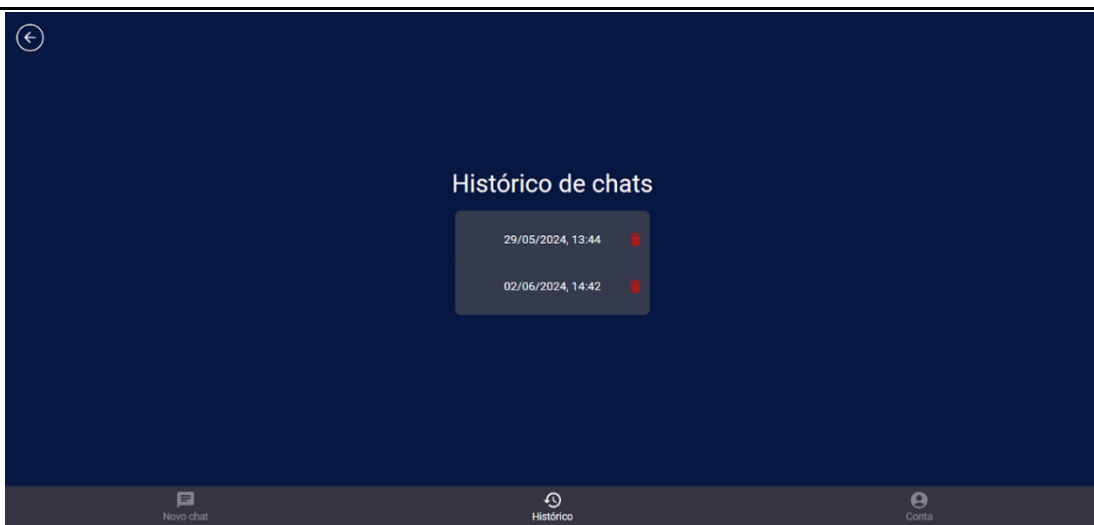 Histórico de chats
29/05/2024, 13:44
02/06/2024, 14:42
Novo chat
Histórico
Conta